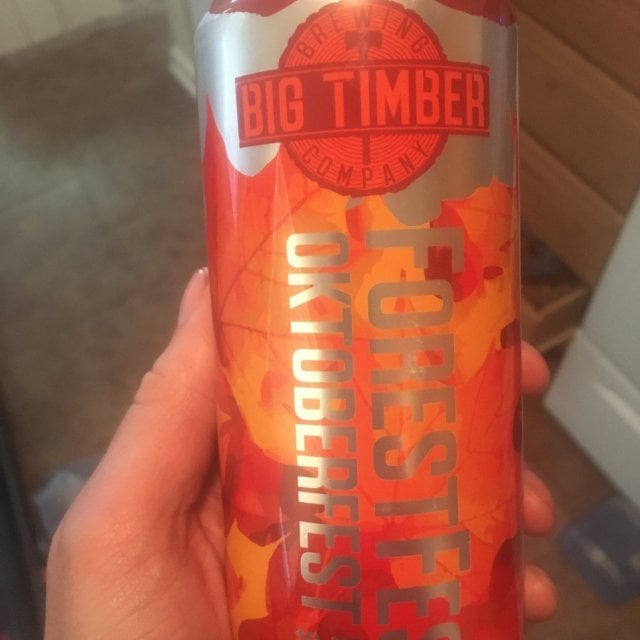 BREWING
BIG TIMBER
COMPANY
FORESTFES
OKTOBERFEST